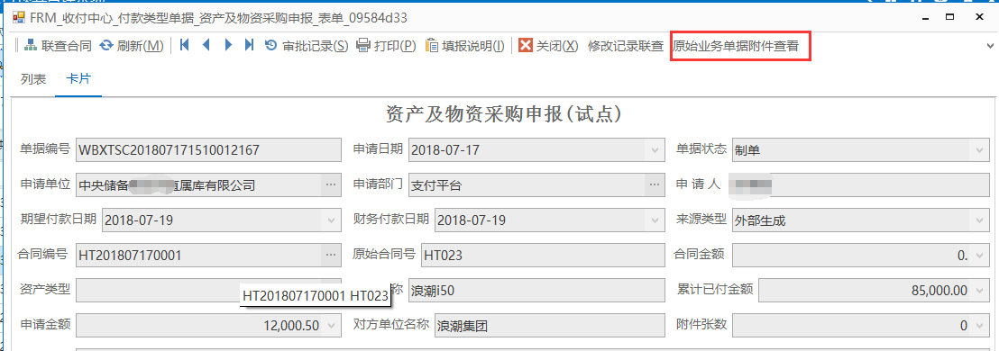 FRM_收付中心_付款类型单据_资产及物资采购申报_表单_09584d33
联查合同 刷新(M) 审批记录(S) 打印(P) 填报说明(I) 关闭(X) 修改记录联查 原始业务单据附件查看
列表 卡片
资产及物资采购申报(试点)
单据编号 WBXTSC201807171510012167 申请日期 2018-07-17 单据状态 制单
申请单位 中央储备 直属库有限公司 申请部门 支付平台 申 请 人
期望付款日期 2018-07-19 财务付款日期 2018-07-19 来源类型 外部生成
合同编号 HT201807170001 原始合同号 HT023 合同金额 0.
资产类型 称 浪潮i50 累计已付金额 85,000.00
HT201807170001 HT023
申请金额 12,000.50 对方单位名称 浪潮集团 附件张数 0